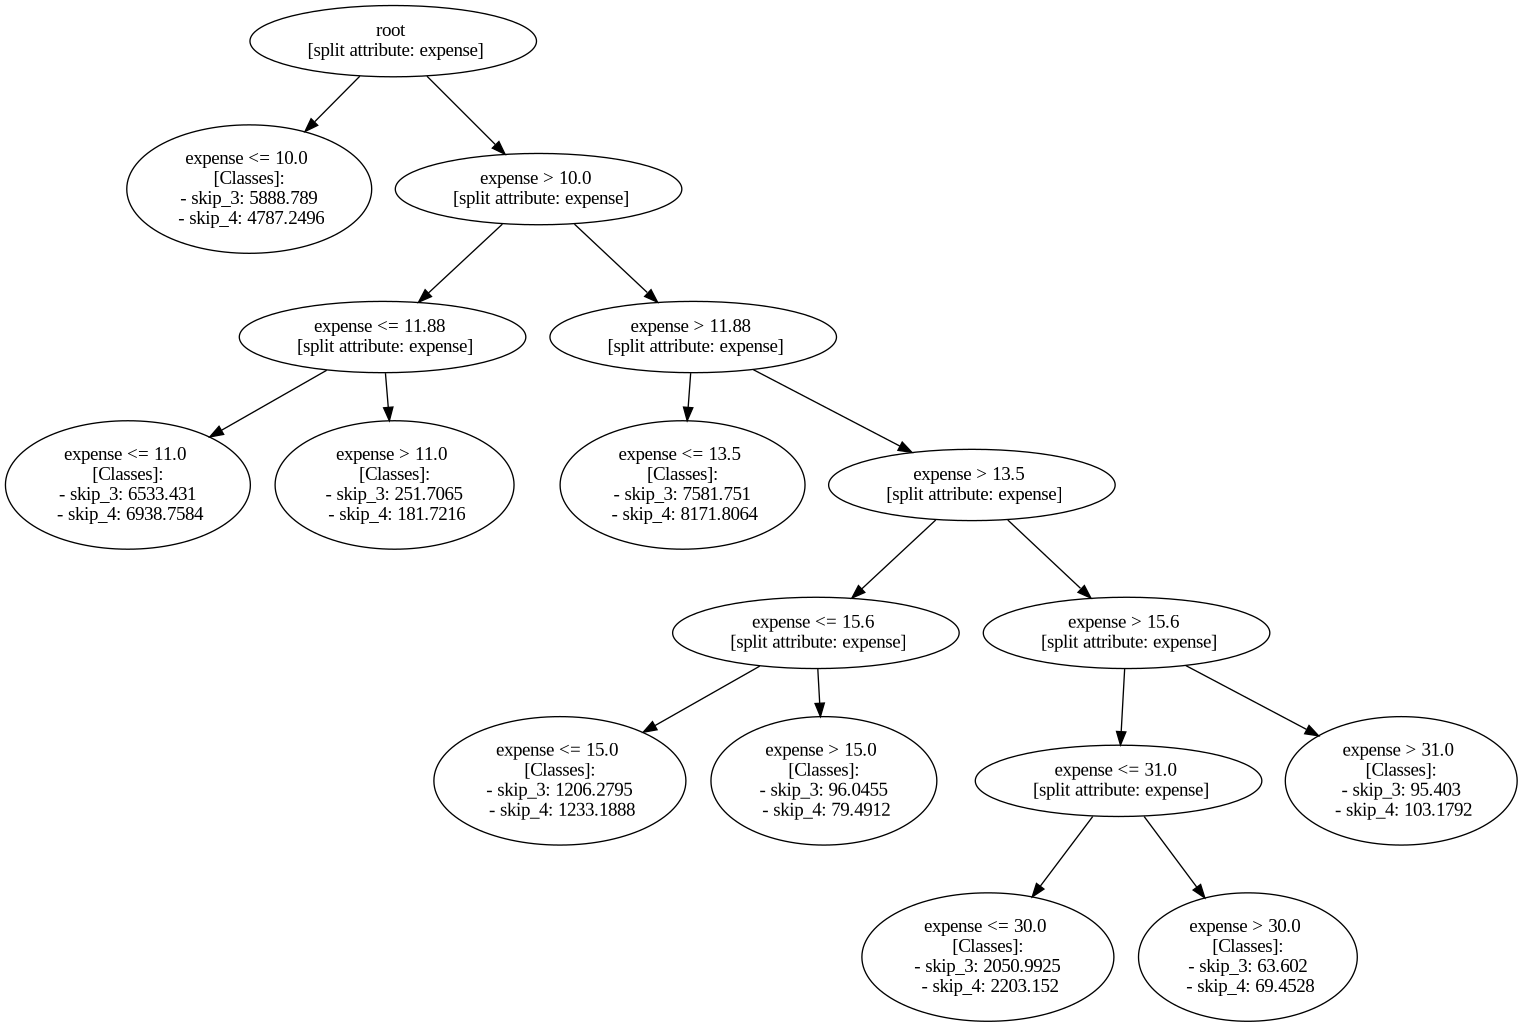 root
[split attribute: expense]
expense <= 10.0
[Classes]:
- skip_3: 5888.789
- skip_4: 4787.2496
expense > 10.0
[split attribute: expense]
expense <= 11.88
[split attribute: expense]
expense > 11.88
[split attribute: expense]
expense <= 11.0
[Classes]:
- skip_3: 6533.431
- skip_4: 6938.7584
expense > 11.0
[Classes]:
- skip_3: 251.7065
- skip_4: 181.7216
expense <= 13.5
[Classes]:
- skip_3: 7581.751
- skip_4: 8171.8064
expense > 13.5
[split attribute: expense]
expense <= 15.6
[split attribute: expense]
expense > 15.6
[split attribute: expense]
expense <= 15.0
[Classes]:
- skip_3: 1206.2795
- skip_4: 1233.1888
expense > 15.0
[Classes]:
- skip_3: 96.0455
- skip_4: 79.4912
expense <= 31.0
[split attribute: expense]
expense > 31.0
[Classes]:
- skip_3: 95.403
- skip_4: 103.1792
expense <= 30.0
[Classes]:
- skip_3: 2050.9925
- skip_4: 2203.152
expense > 30.0
[Classes]:
- skip_3: 63.602
- skip_4: 69.4528